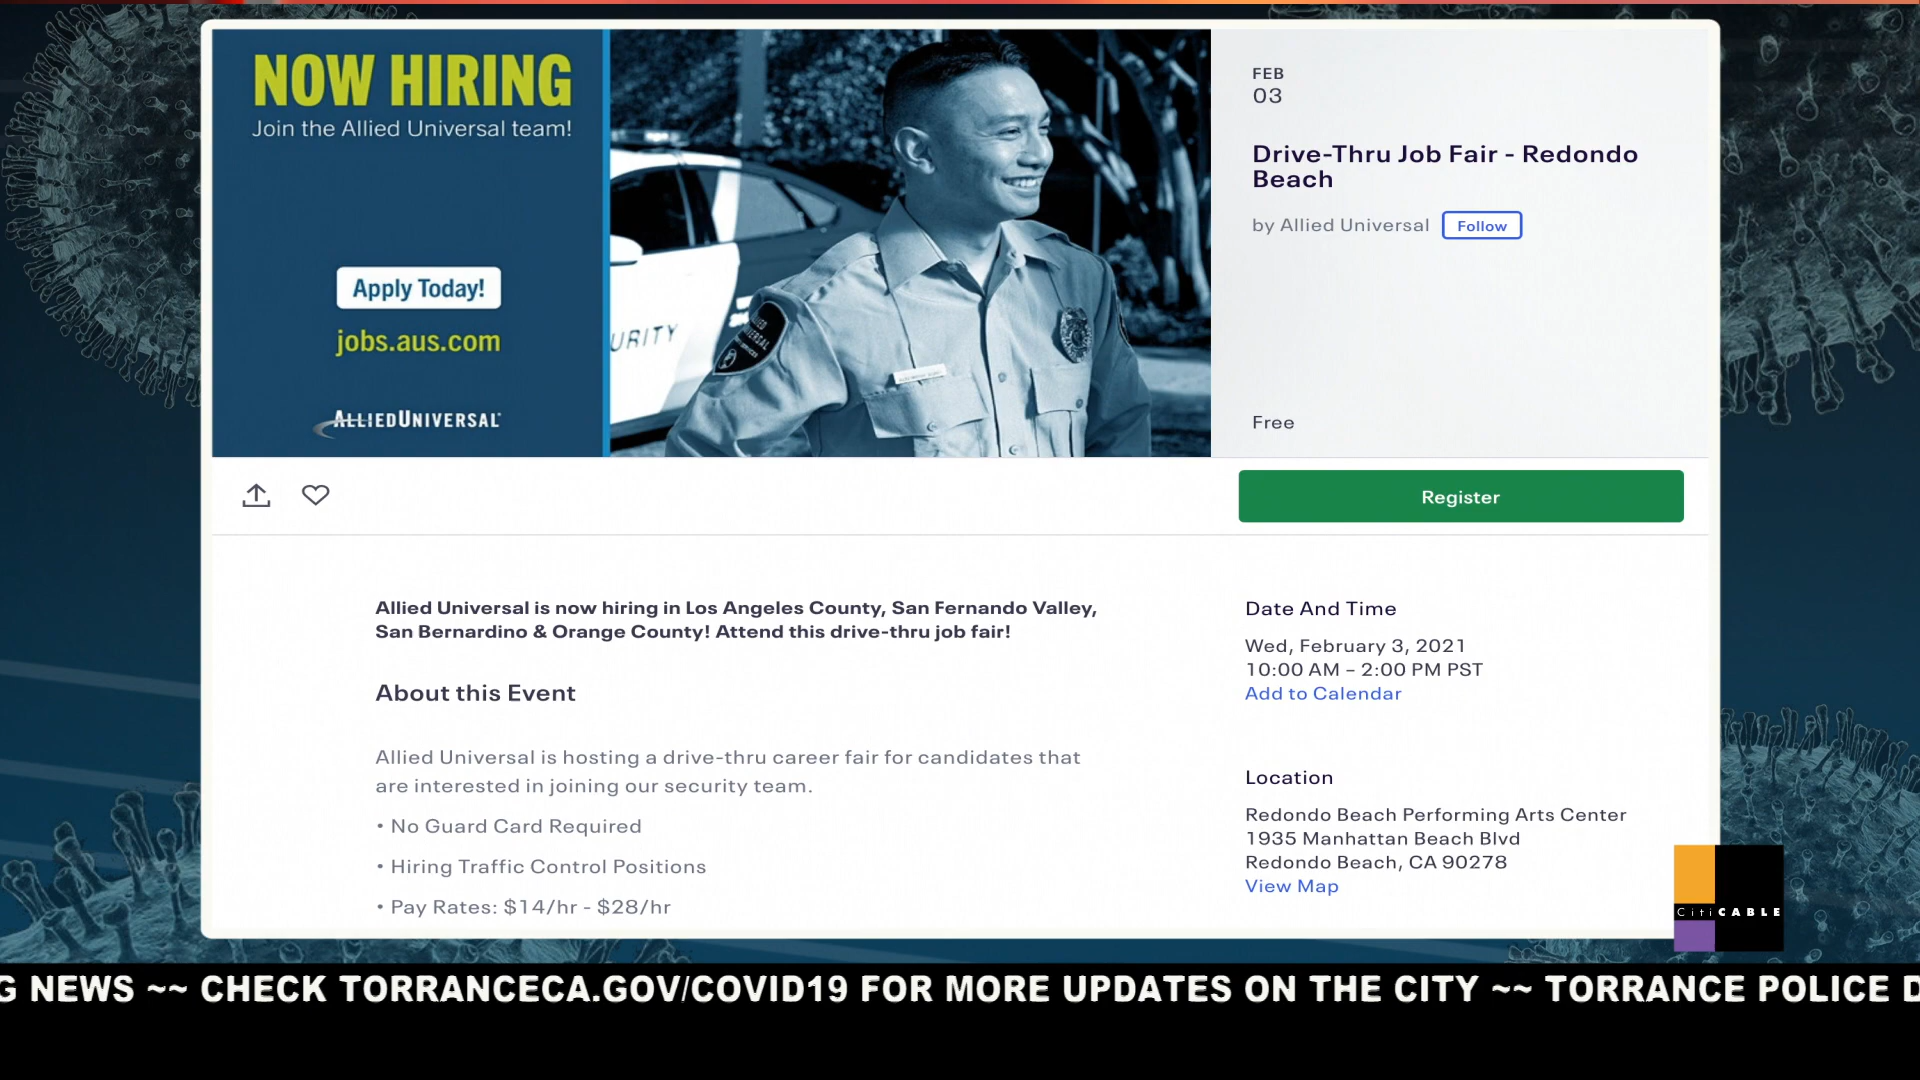 NOW HIRING
Join the Allied Universal team!
Apply Today!
jobs.aus.com
ALLIEDUNIVERSAL
URITY
FEB
03
Drive-Thru Job Fair - Redondo
Beach
by Allied Universal Follow
Free
Register
Allied Universal is now hiring in Los Angeles County, San Fernando Valley,
San Bernardino & Orange County! Attend this drive-thru job fair!
About this Event
Allied Universal is hosting a drive-thru career fair for candidates that
are interested in joining our security team.
• No Guard Card Required
• Hiring Traffic Control Positions
• Pay Rates: $14/hr - $28/hr
Date And Time
Wed, February 3, 2021
10:00 AM – 2:00 PM PST
Add to Calendar
Location
Redondo Beach Performing Arts Center
1935 Manhattan Beach Blvd
Redondo Beach, CA 90278
View Map
CitiCABLE
G NEWS ~~ CHECK TORRANCECA.GOV/COVID19 FOR MORE UPDATES ON THE CITY ~~ TORRANCE POLICE D